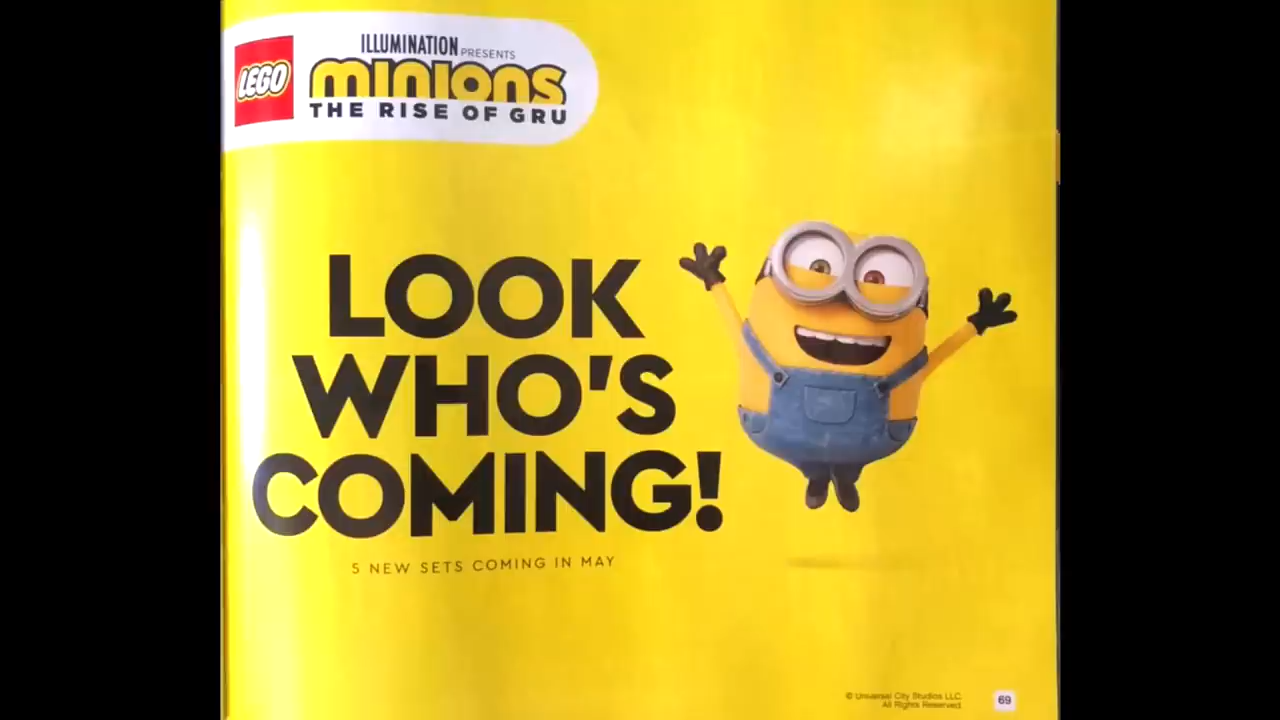 LEGO
ILLUMINATION PRESENTS
MINIONS
THE RISE OF GRU
LOOK
WHO'S
COMING!
5 NEW SETS COMING IN MAY
© Universal City Studios LLC.
All Rights Reserved.
69